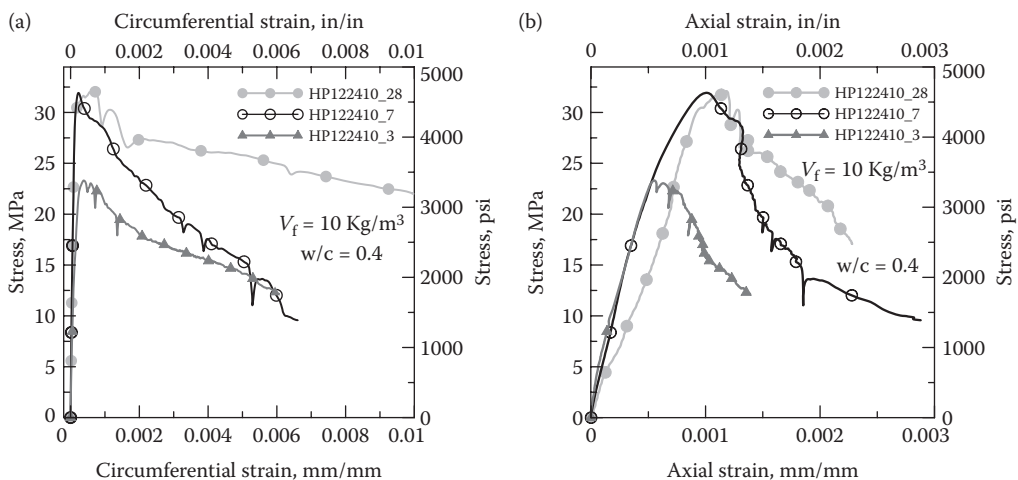 (a)
Circumferential strain, in/in
0 0.002 0.004 0.006 0.008 0.01
Stress, MPa
30
25
20
15
10
5
0
5000
4000
3000
2000
1000
0
Stress, psi
HP122410_28
HP122410_7
HP122410_3
V_f = 10 Kg/m³
w/c = 0.4
0 0.002 0.004 0.006 0.008 0.01
Circumferential strain, mm/mm
(b)
Axial strain, in/in
0 0.001 0.002 0.003
Stress, MPa
30
25
20
15
10
5
0
5000
4000
3000
2000
1000
0
Stress, psi
HP122410_28
HP122410_7
HP122410_3
V_f = 10 Kg/m³
w/c = 0.4
0 0.001 0.002 0.003
Axial strain, mm/mm